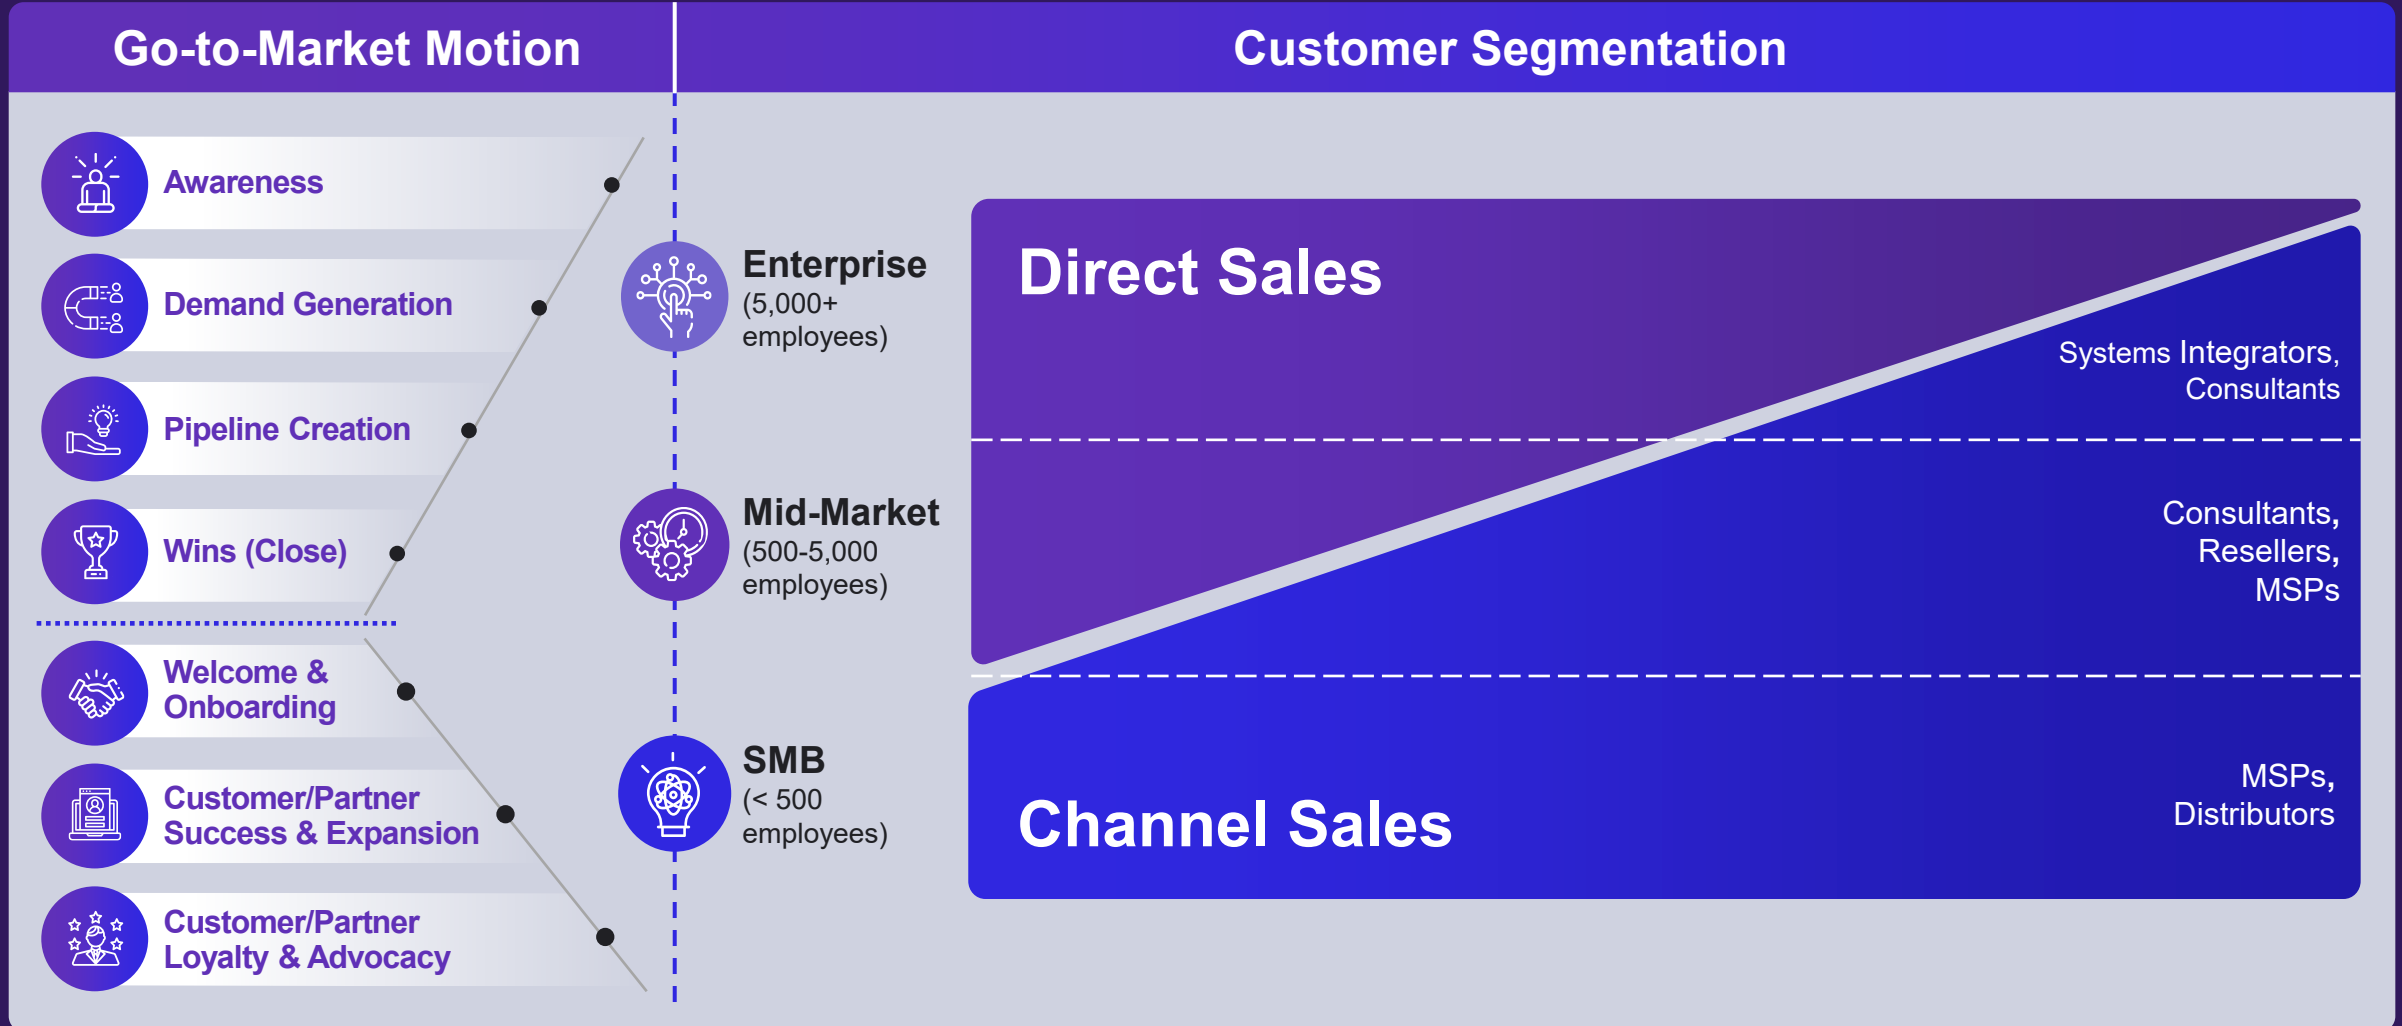 Go-to-Market Motion
Customer Segmentation
Awareness
Demand Generation
Pipeline Creation
Wins (Close)
Welcome &
Onboarding
Customer/Partner
Success & Expansion
Customer/Partner
Loyalty & Advocacy
Enterprise
(5,000+
employees)
Mid-Market
(500-5,000
employees)
SMB
(< 500
employees)
Direct Sales
Systems Integrators,
Consultants
Consultants,
Resellers,
MSPs
Channel Sales
MSPs,
Distributors